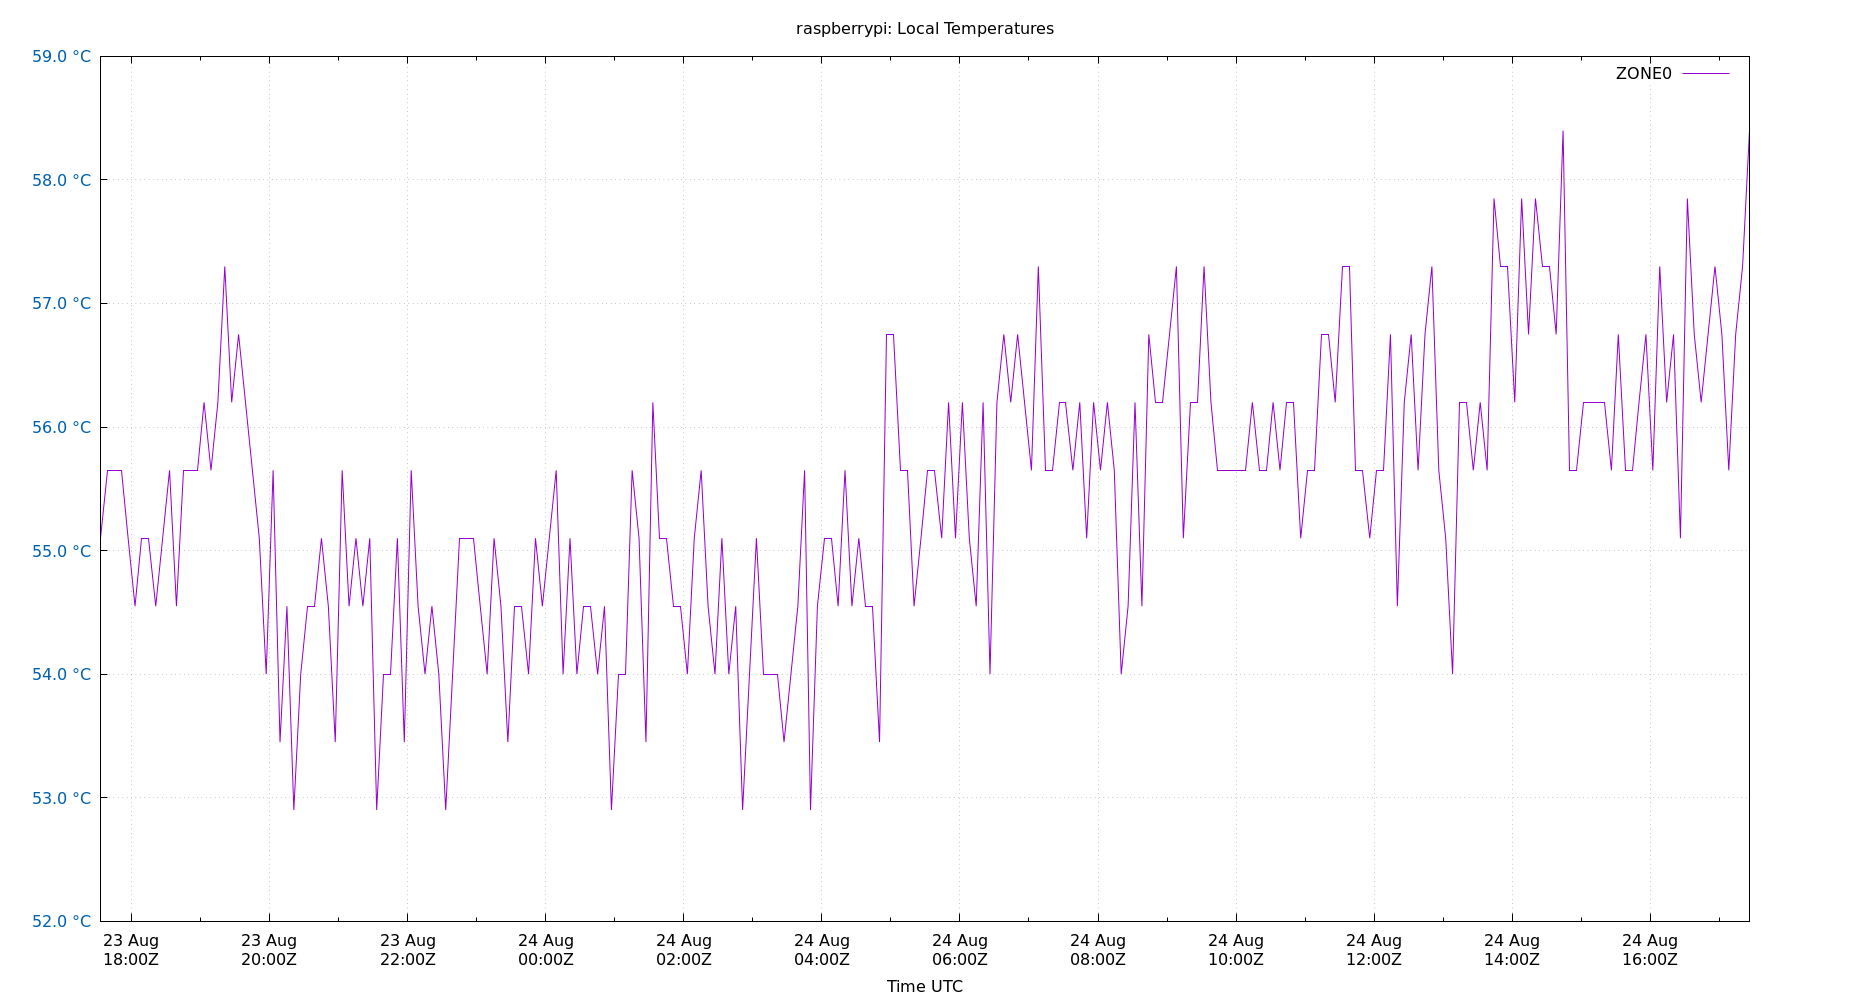 raspberrypi: Local Temperatures
59.0 °C
ZONE0
58.0 °C
57.0 °C
56.0 °C
55.0 °C
54.0 °C
53.0 °C
52.0 °C
23 Aug 23 Aug 23 Aug 24 Aug 24 Aug 24 Aug 24 Aug 24 Aug 24 Aug 24 Aug 24 Aug 24 Aug
18:00Z 20:00Z 22:00Z 00:00Z 02:00Z 04:00Z 06:00Z 08:00Z 10:00Z 12:00Z 14:00Z 16:00Z
Time UTC